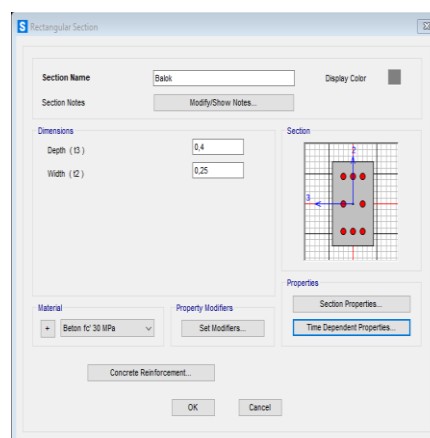 S Rectangular Section
Section Name Balok Display Color
Section Notes Modify/Show Notes...
Dimensions Section
Depth ( t3 ) 0,4
Width ( t2 ) 0,25
2
3
Properties
Section Properties...
Time Dependent Properties...
Material Property Modifiers
+ Beton fc' 30 MPa Set Modifiers...
Concrete Reinforcement...
OK Cancel